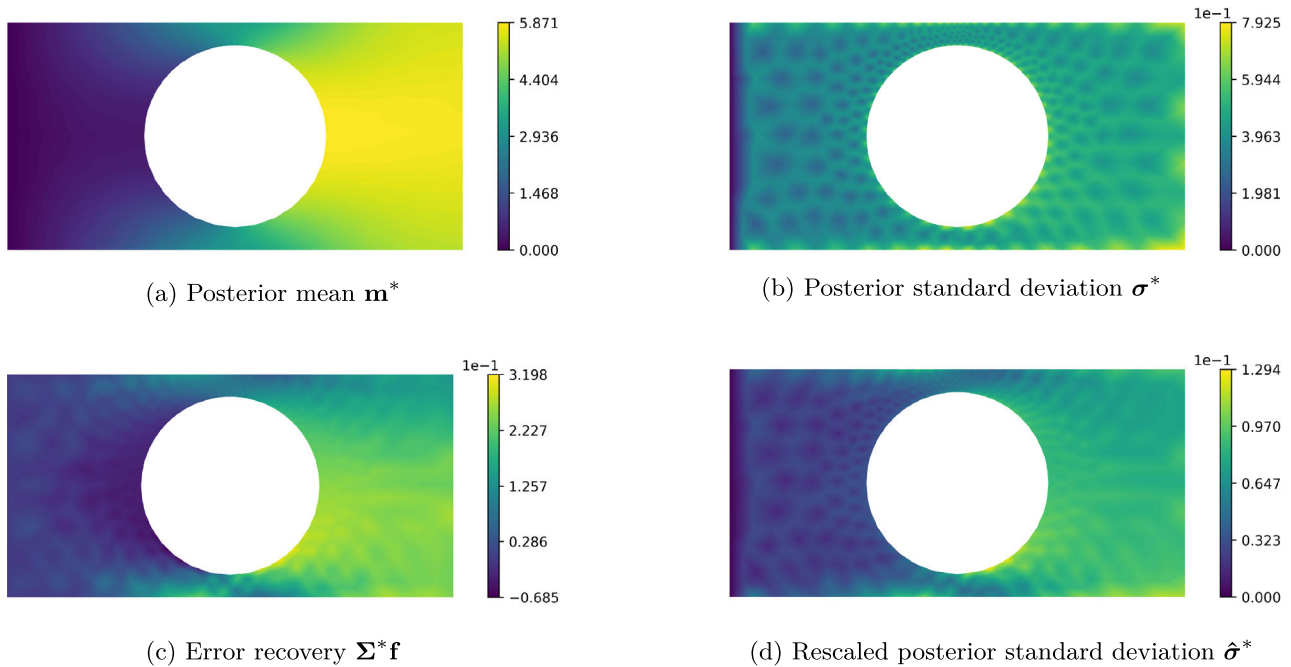 5.871
4.404
2.936
1.468
0.000
(a) Posterior mean m*
1e−1
7.925
5.944
3.963
1.981
0.000
(b) Posterior standard deviation σ*
1e−1
3.198
2.227
1.257
0.286
−0.685
(c) Error recovery Σ*f
1e−1
1.294
0.970
0.647
0.323
0.000
(d) Rescaled posterior standard deviation σ̂*